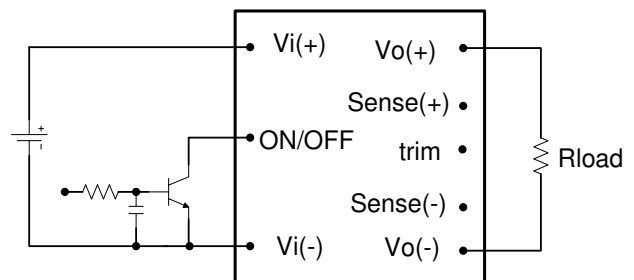 Vi(+)
Vo(+)
Sense(+)
ON/OFF
trim
Rload
Sense(-)
Vi(-)
Vo(-)
+
-